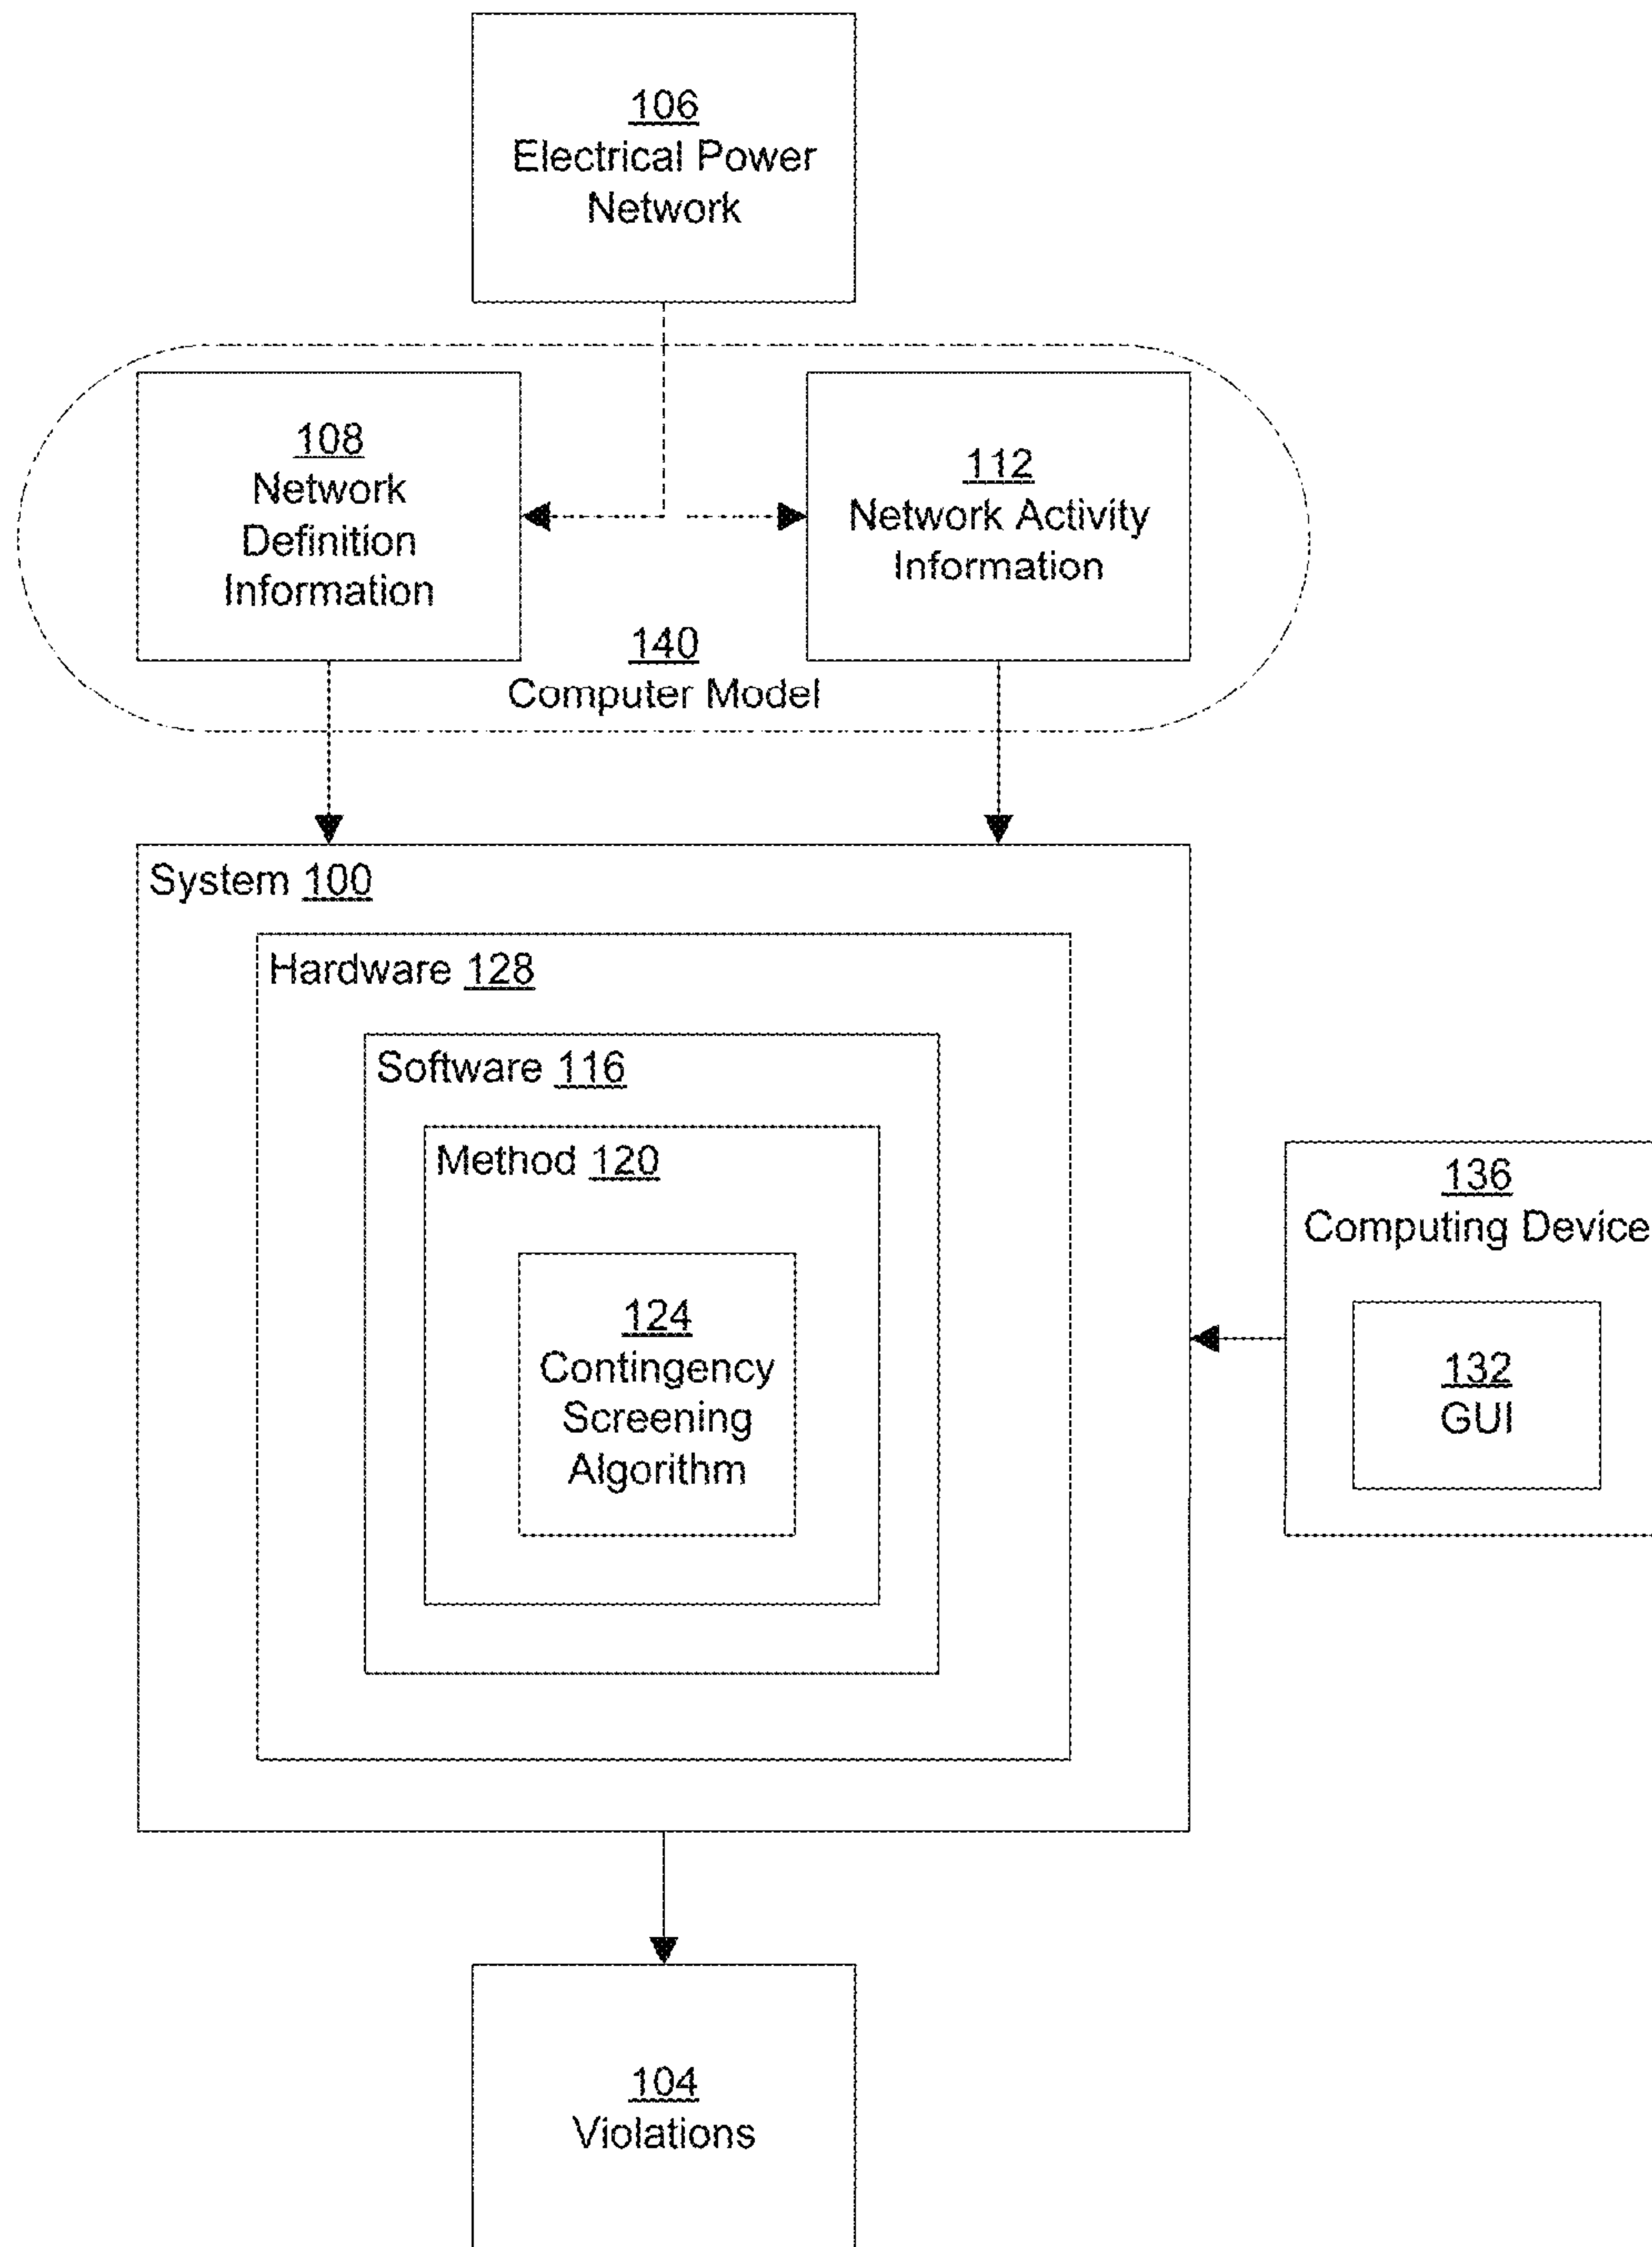 106
Electrical Power
Network
108
Network
Definition
Information
112
Network Activity
Information
140
Computer Model
System 100
Hardware 128
Software 116
Method 120
124
Contingency
Screening
Algorithm
136
Computing Device
132
GUI
104
Violations